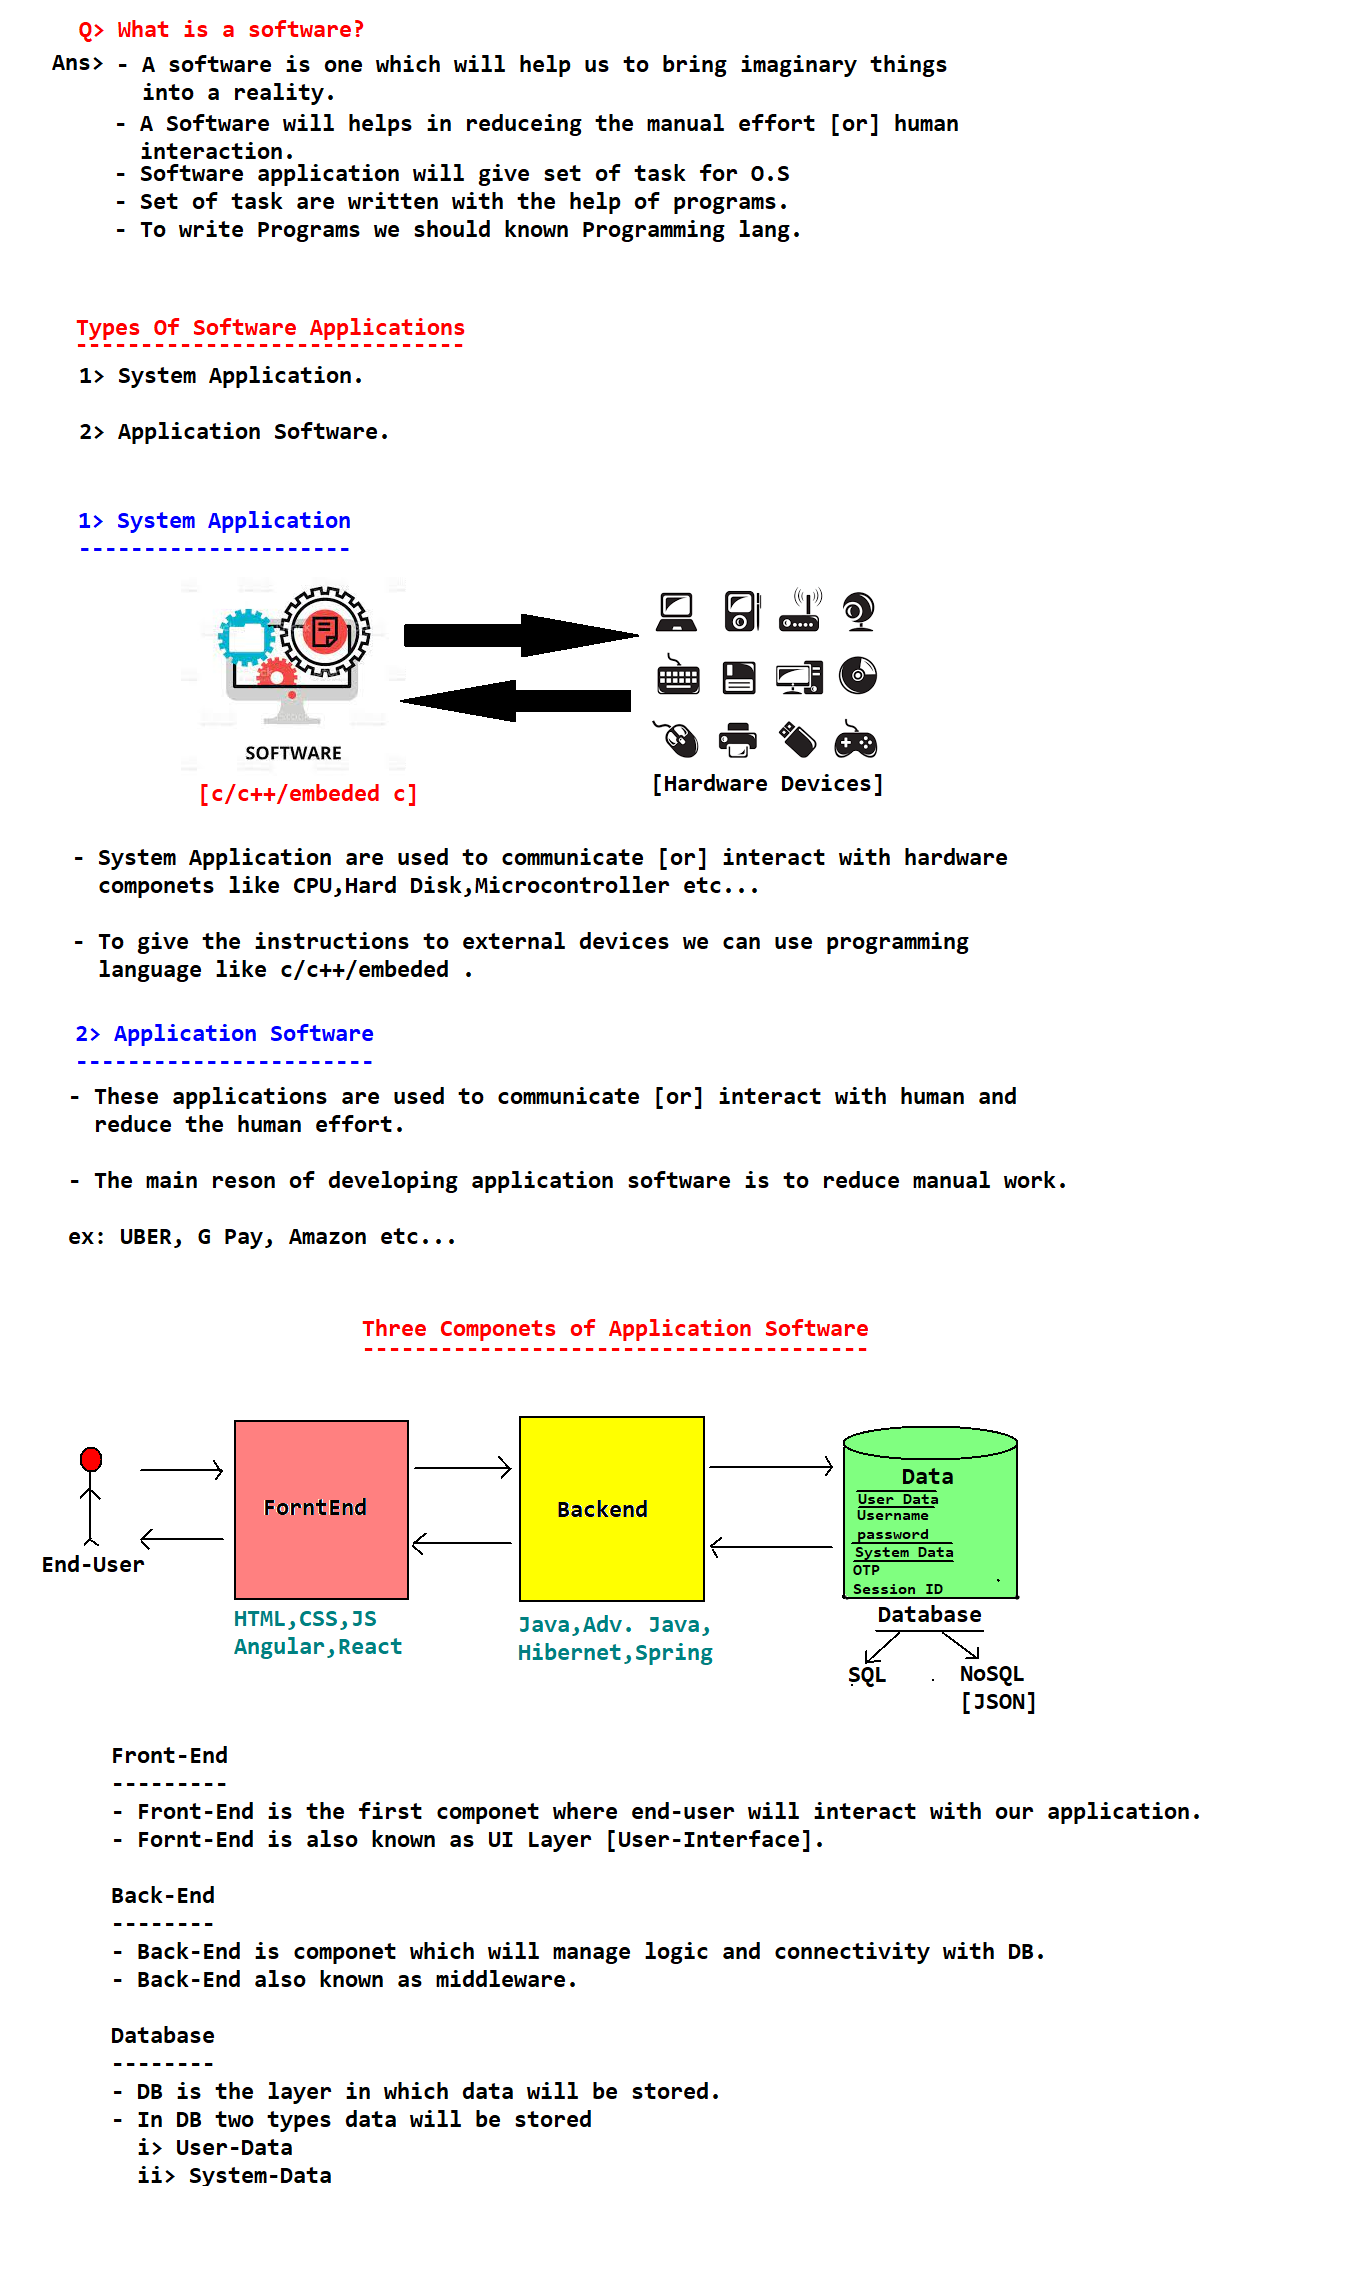 Q> What is a software?
Ans> - A software is one which will help us to bring imaginary things
into a reality.
- A Software will helps in reduceing the manual effort [or] human
interaction.
- Software application will give set of task for O.S
- Set of task are written with the help of programs.
- To write Programs we should known Programming lang.
Types Of Software Applications
------------------------------
1> System Application.
2> Application Software.
1> System Application
---------------------
SOFTWARE
[c/c++/embeded c]
[Hardware Devices]
- System Application are used to communicate [or] interact with hardware
componets like CPU,Hard Disk,Microcontroller etc...
- To give the instructions to external devices we can use programming
language like c/c++/embeded .
2> Application Software
-----------------------
- These applications are used to communicate [or] interact with human and
reduce the human effort.
- The main reson of developing application software is to reduce manual work.
ex: UBER, G Pay, Amazon etc...
Three Componets of Application Software
---------------------------------------
End-User
ForntEnd
HTML,CSS,JS
Angular,React
Backend
Java,Adv. Java,
Hibernet,Spring
Data
User Data
Username
password
System Data
OTP
Session ID
Database
SQL
NoSQL
[JSON]
Front-End
---------
- Front-End is the first componet where end-user will interact with our application.
- Fornt-End is also known as UI Layer [User-Interface].
Back-End
--------
- Back-End is componet which will manage logic and connectivity with DB.
- Back-End also known as middleware.
Database
--------
- DB is the layer in which data will be stored.
- In DB two types data will be stored
i> User-Data
ii> System-Data